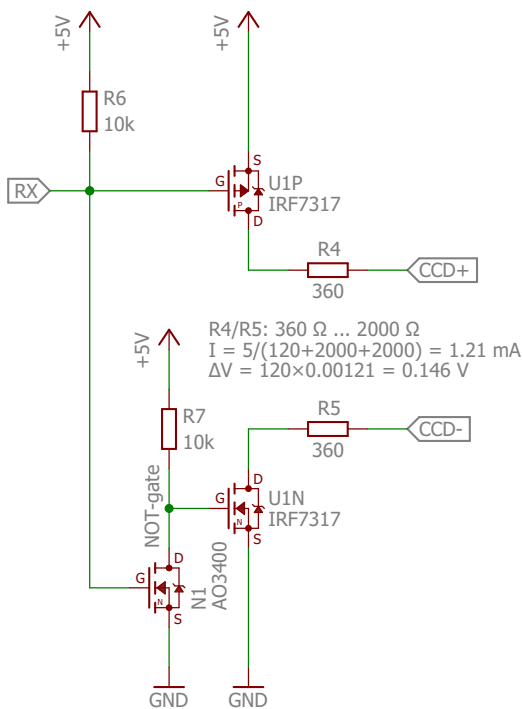 +5V
+5V
R6
10k
S
G
P
D
U1P
IRF7317
RX
R4
360
CCD+
R4/R5: 360 Ω ... 2000 Ω
I = 5/(120+2000+2000) = 1.21 mA
ΔV = 120×0.00121 = 0.146 V
+5V
R7
10k
R5
360
CCD-
NOT-gate
D
G
N
S
U1N
IRF7317
D
G
N
S
N1
AO3400
GND
GND